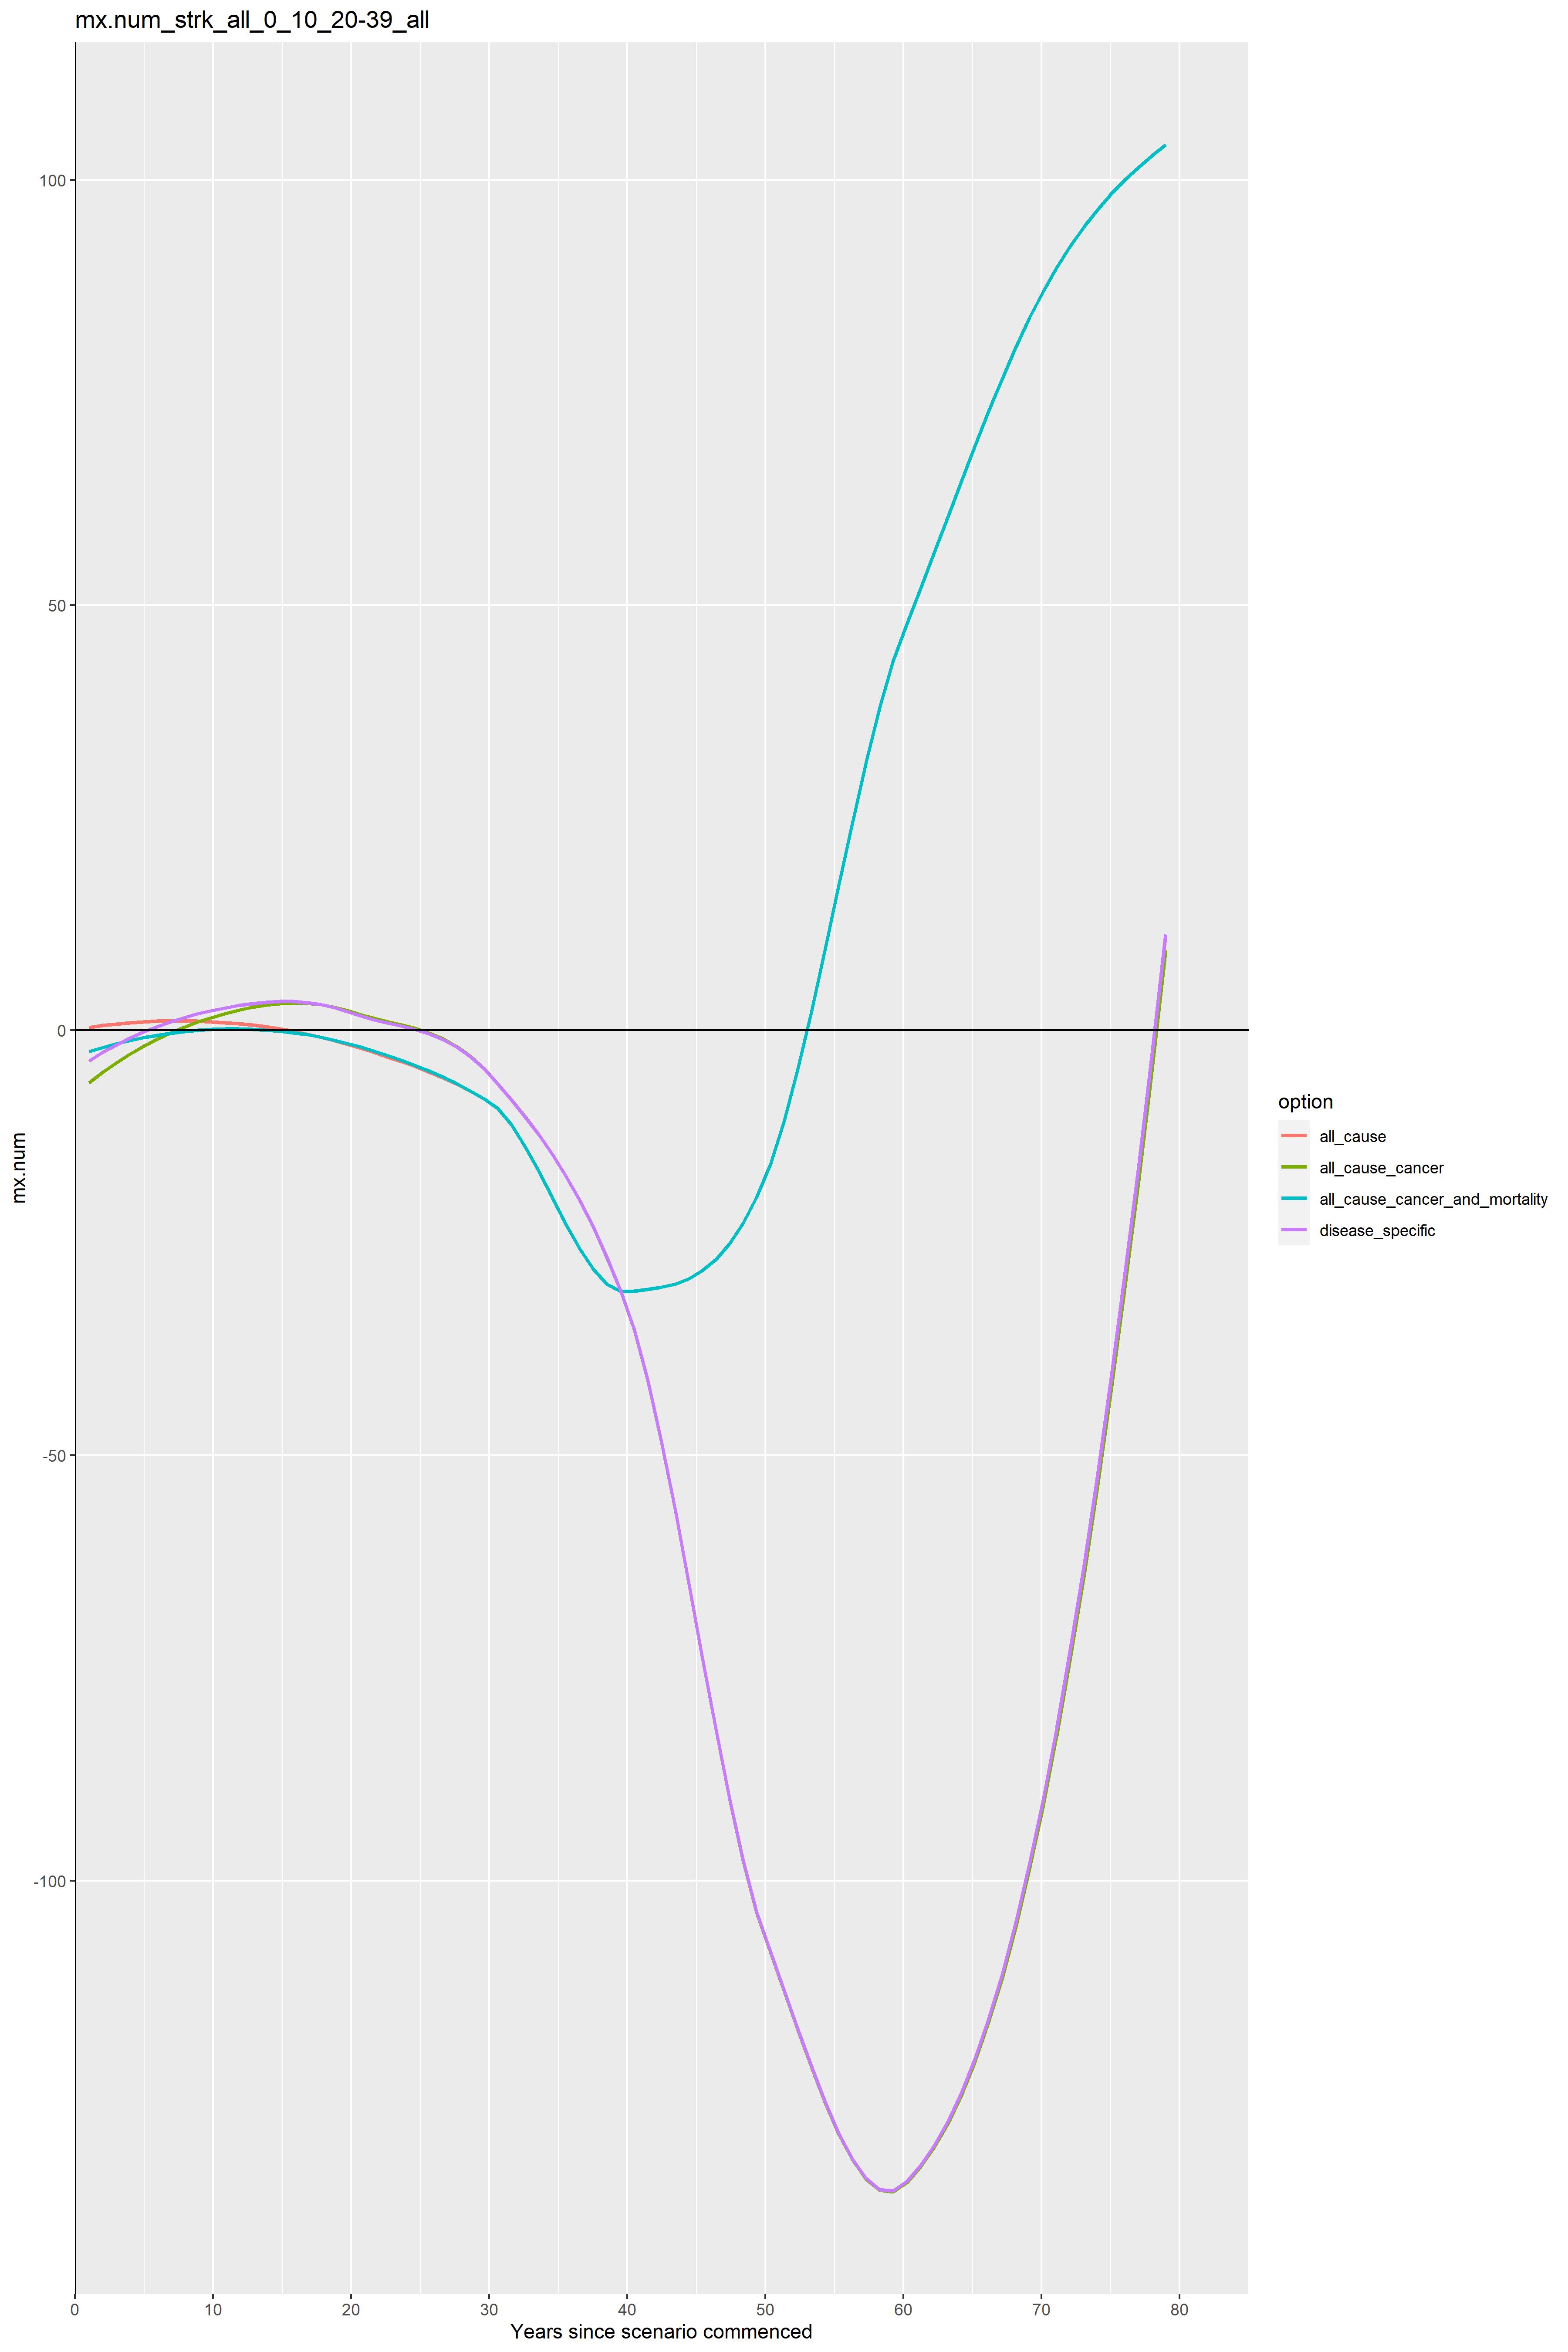 mx.num_strk_all_0_10_20-39_all
100
50
0
-50
-100
mx.num
0 10 20 30 40 50 60 70 80
Years since scenario commenced
option
all_cause
all_cause_cancer
all_cause_cancer_and_mortality
disease_specific